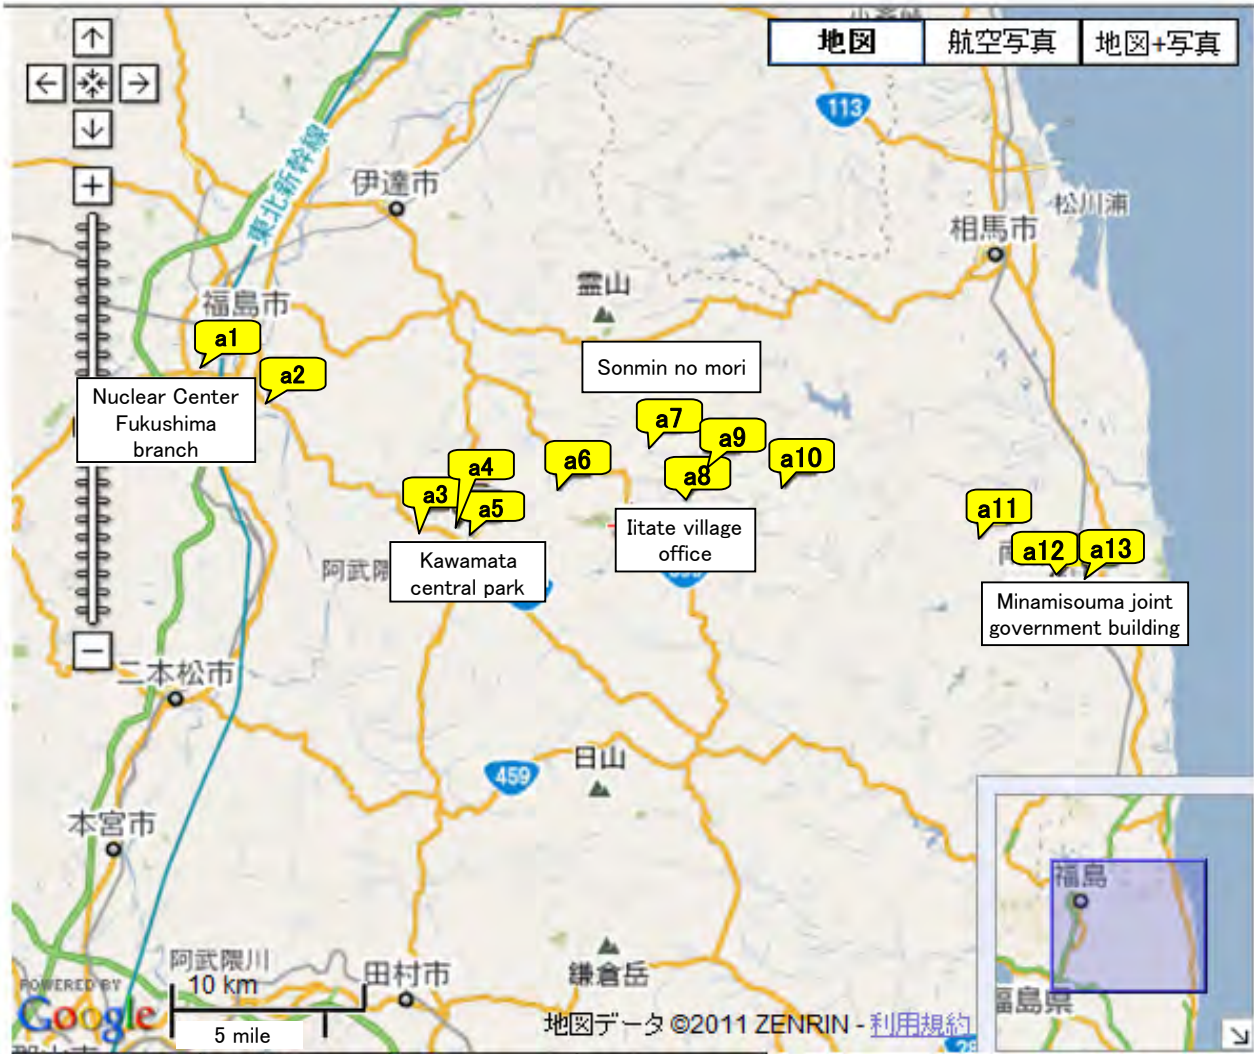 地図
航空写真
地図+写真
113
東北新幹線
伊達市
松川浦
相馬市
霊山
福島市
a1
a2
Nuclear Center
Fukushima
branch
Sonmin no mori
a7
a9
a4
a6
a8
a10
a3
a5
a11
Iitate village
office
a12
a13
Kawamata
central park
阿武隈
Minamisouma joint
government building
二本松市
日山
459
本宮市
福島
阿武隈川
田村市
鎌倉岳
福島県
POWERED BY
Google
10 km
5 mile
地図データ ©2011 ZENRIN - 利用規約